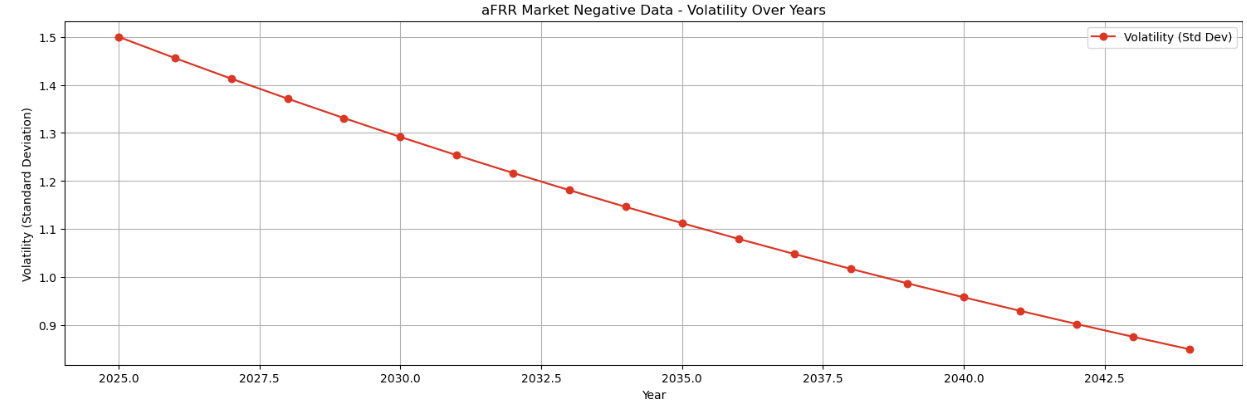 aFRR Market Negative Data - Volatility Over Years
Volatility (Std Dev)
Volatility (Standard Deviation)
1.5
1.4
1.3
1.2
1.1
1.0
0.9
2025.0 2027.5 2030.0 2032.5 2035.0 2037.5 2040.0 2042.5
Year